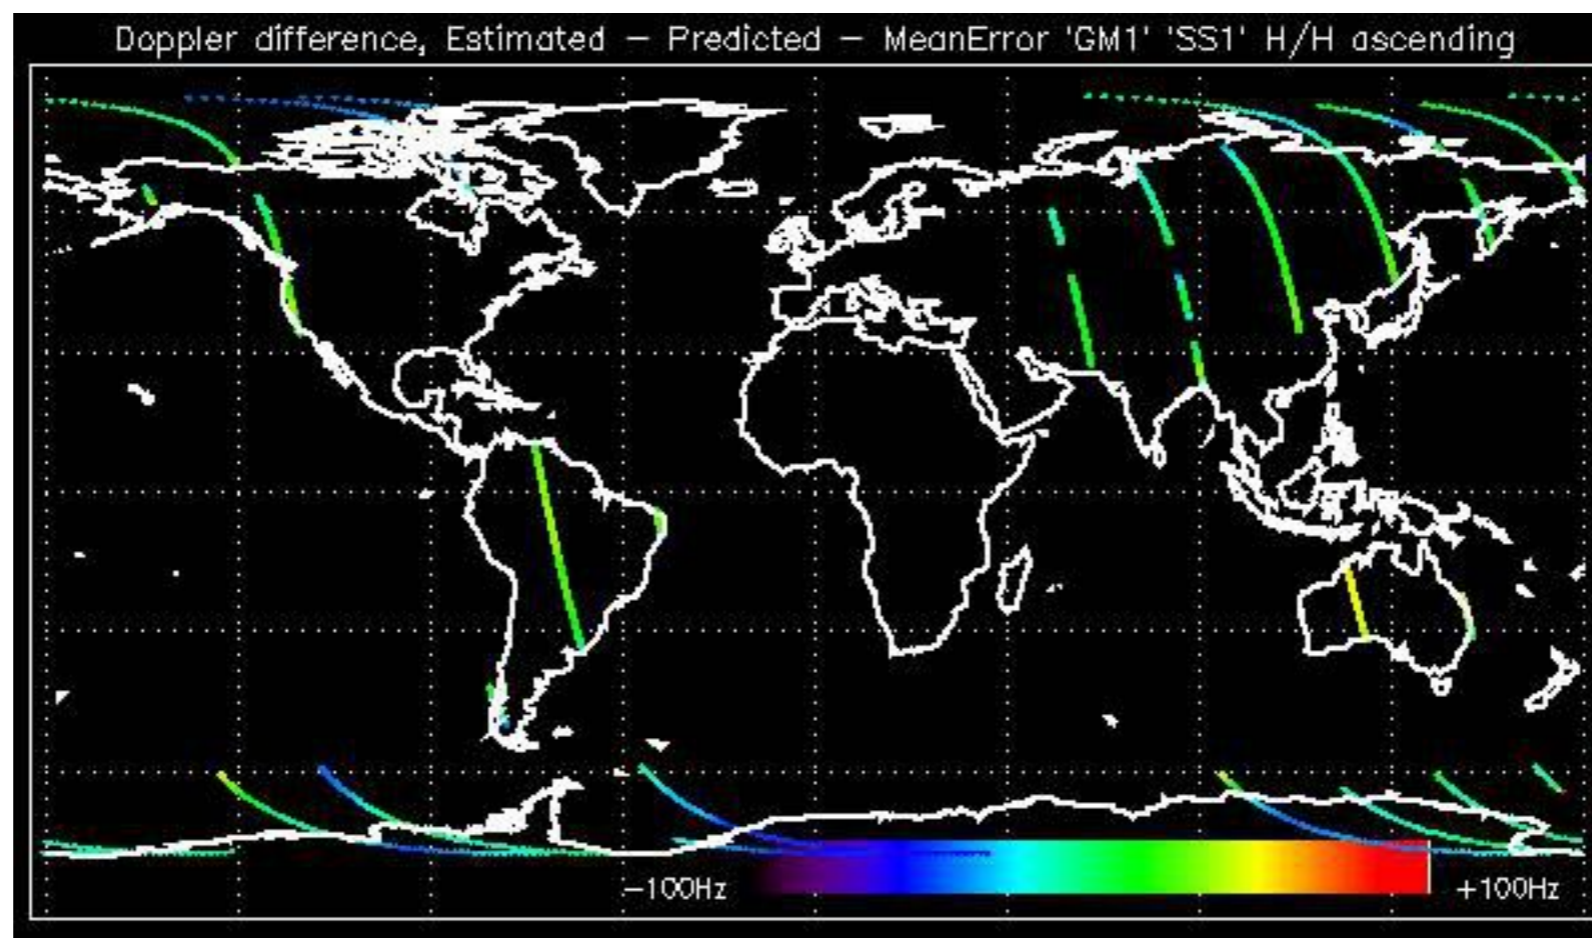 Doppler difference, Estimated − Predicted − MeanError 'GM1' 'SS1' H/H ascending
−100Hz
+100Hz